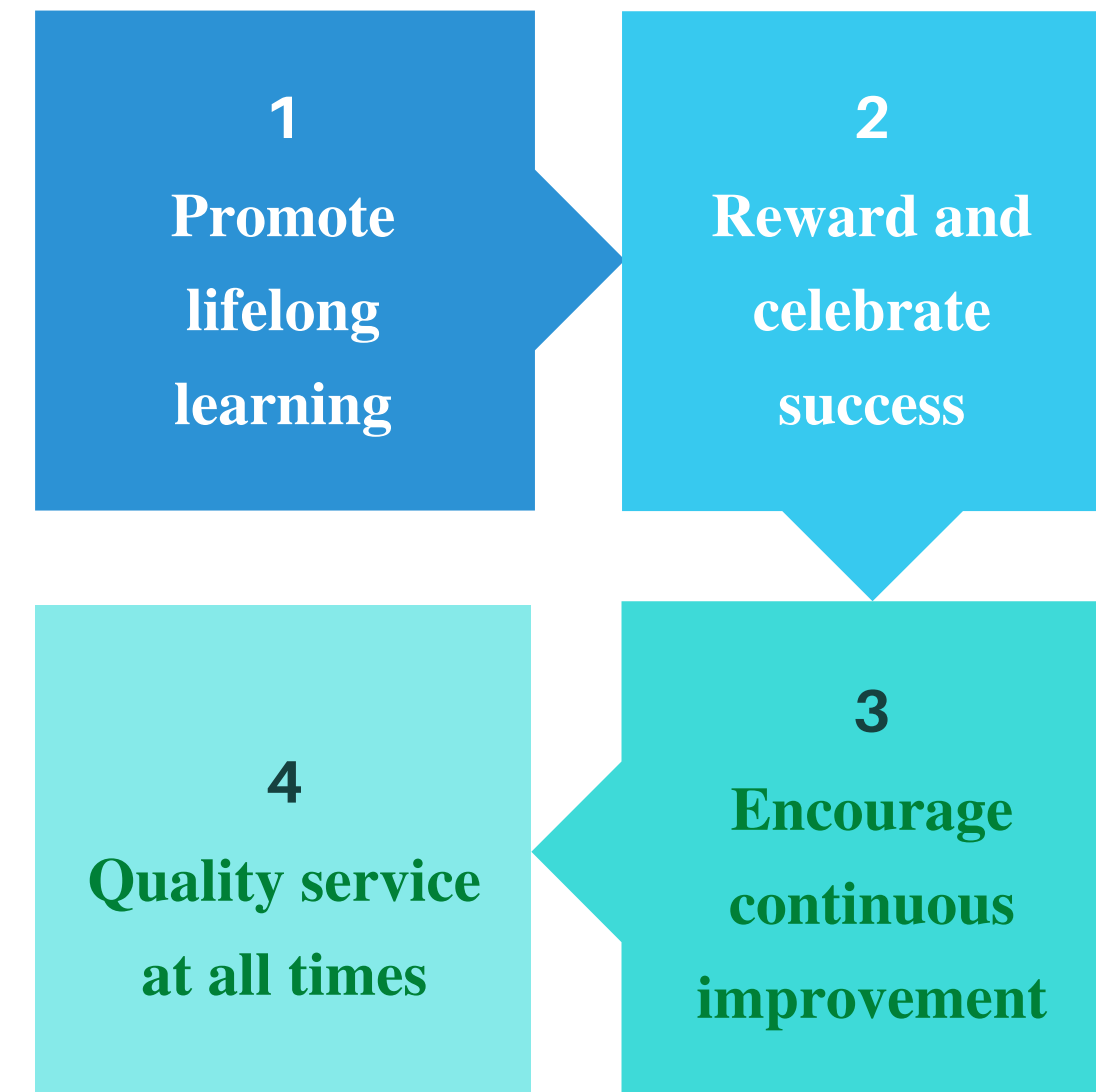 1
Promote
lifelong
learning
2
Reward and
celebrate
success
3
Encourage
continuous
improvement
4
Quality service
at all times